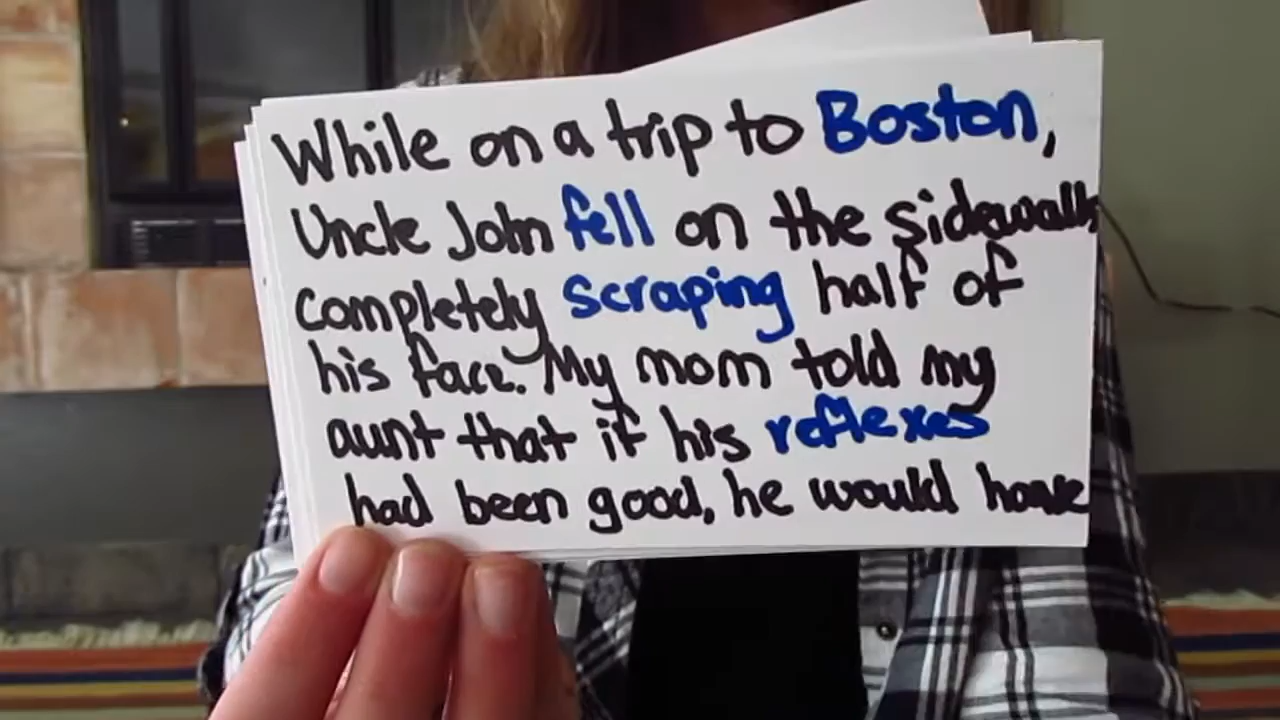 While on a trip to Boston,
Uncle John fell on the sidewalk
completely scraping half of
his face. My mom told my
aunt that if his reflexes
had been good, he would have